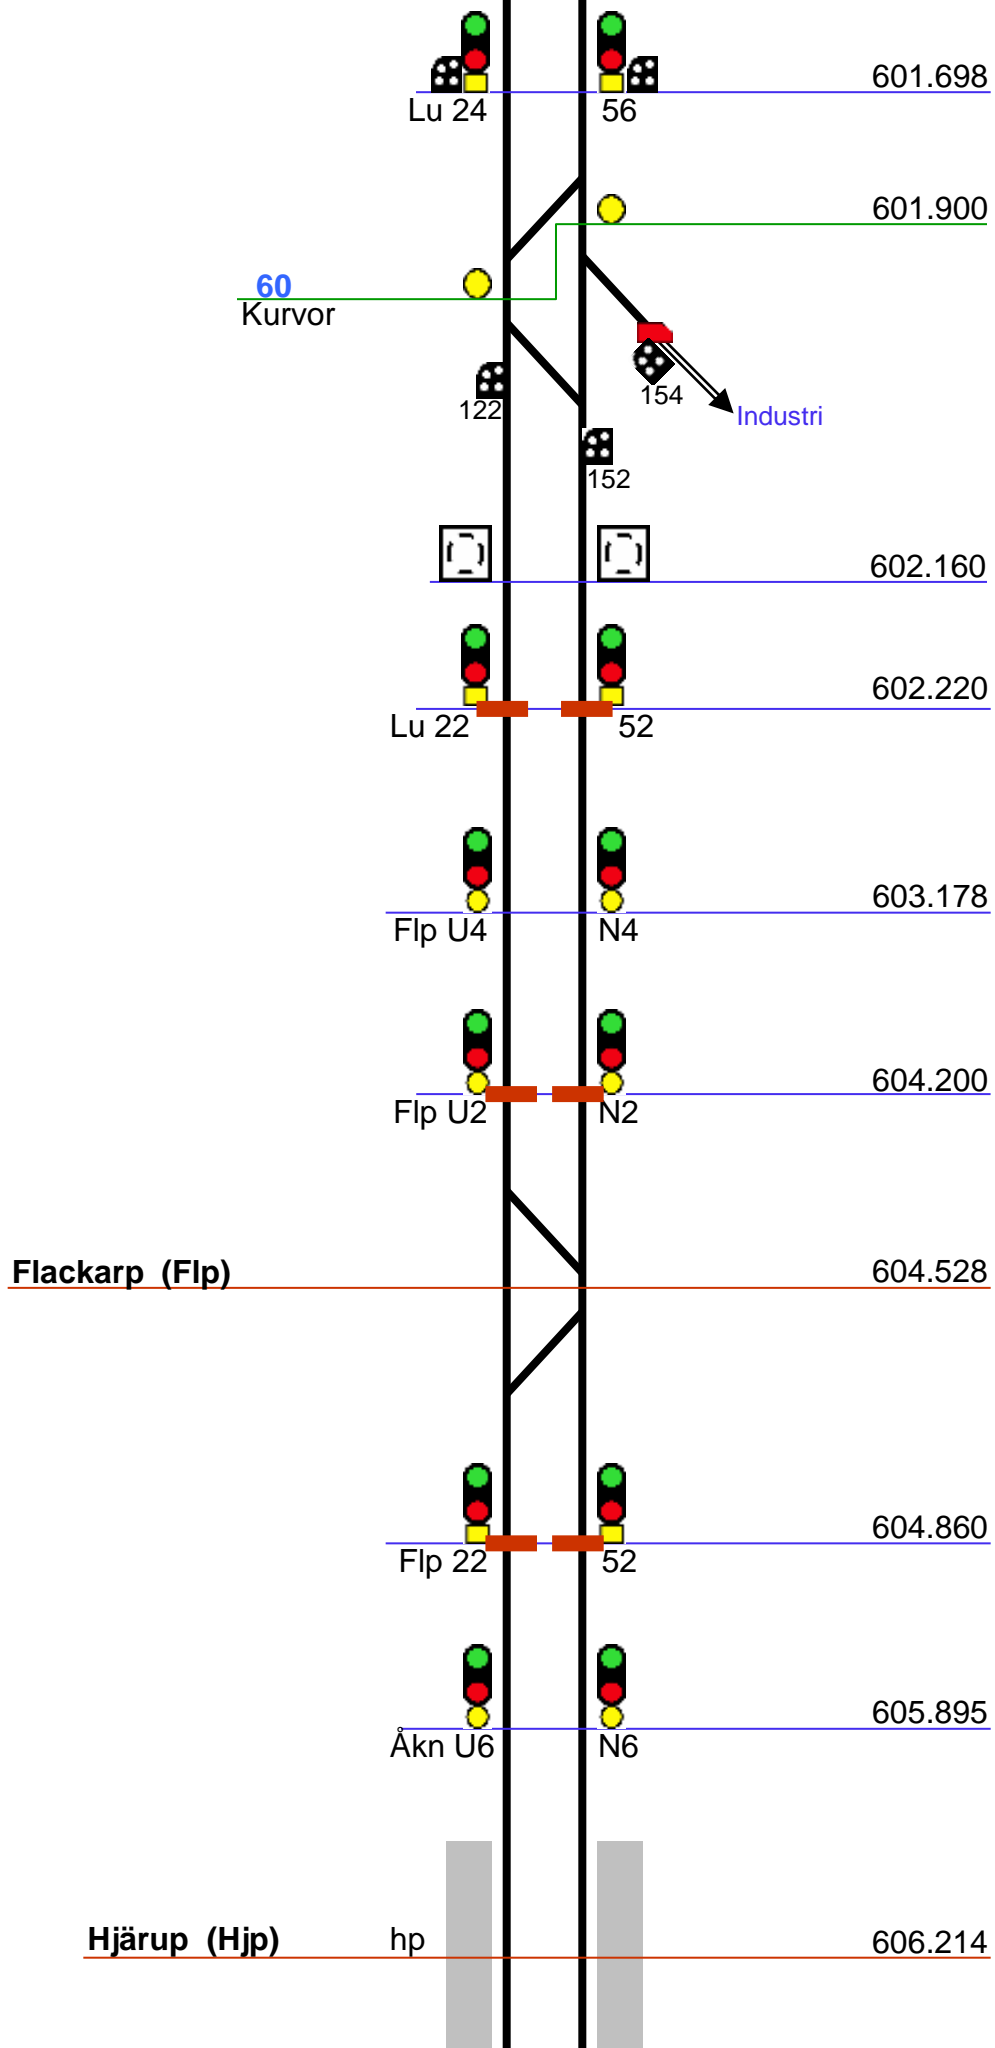 601.698
Lu 24 56
601.900
60
Kurvor
154
122
Industri
152
602.160
602.220
Lu 22 52
603.178
Flp U4 N4
604.200
Flp U2 N2
Flackarp (Flp) 604.528
604.860
Flp 22 52
605.895
Åkn U6 N6
Hjärup (Hjp) hp 606.214